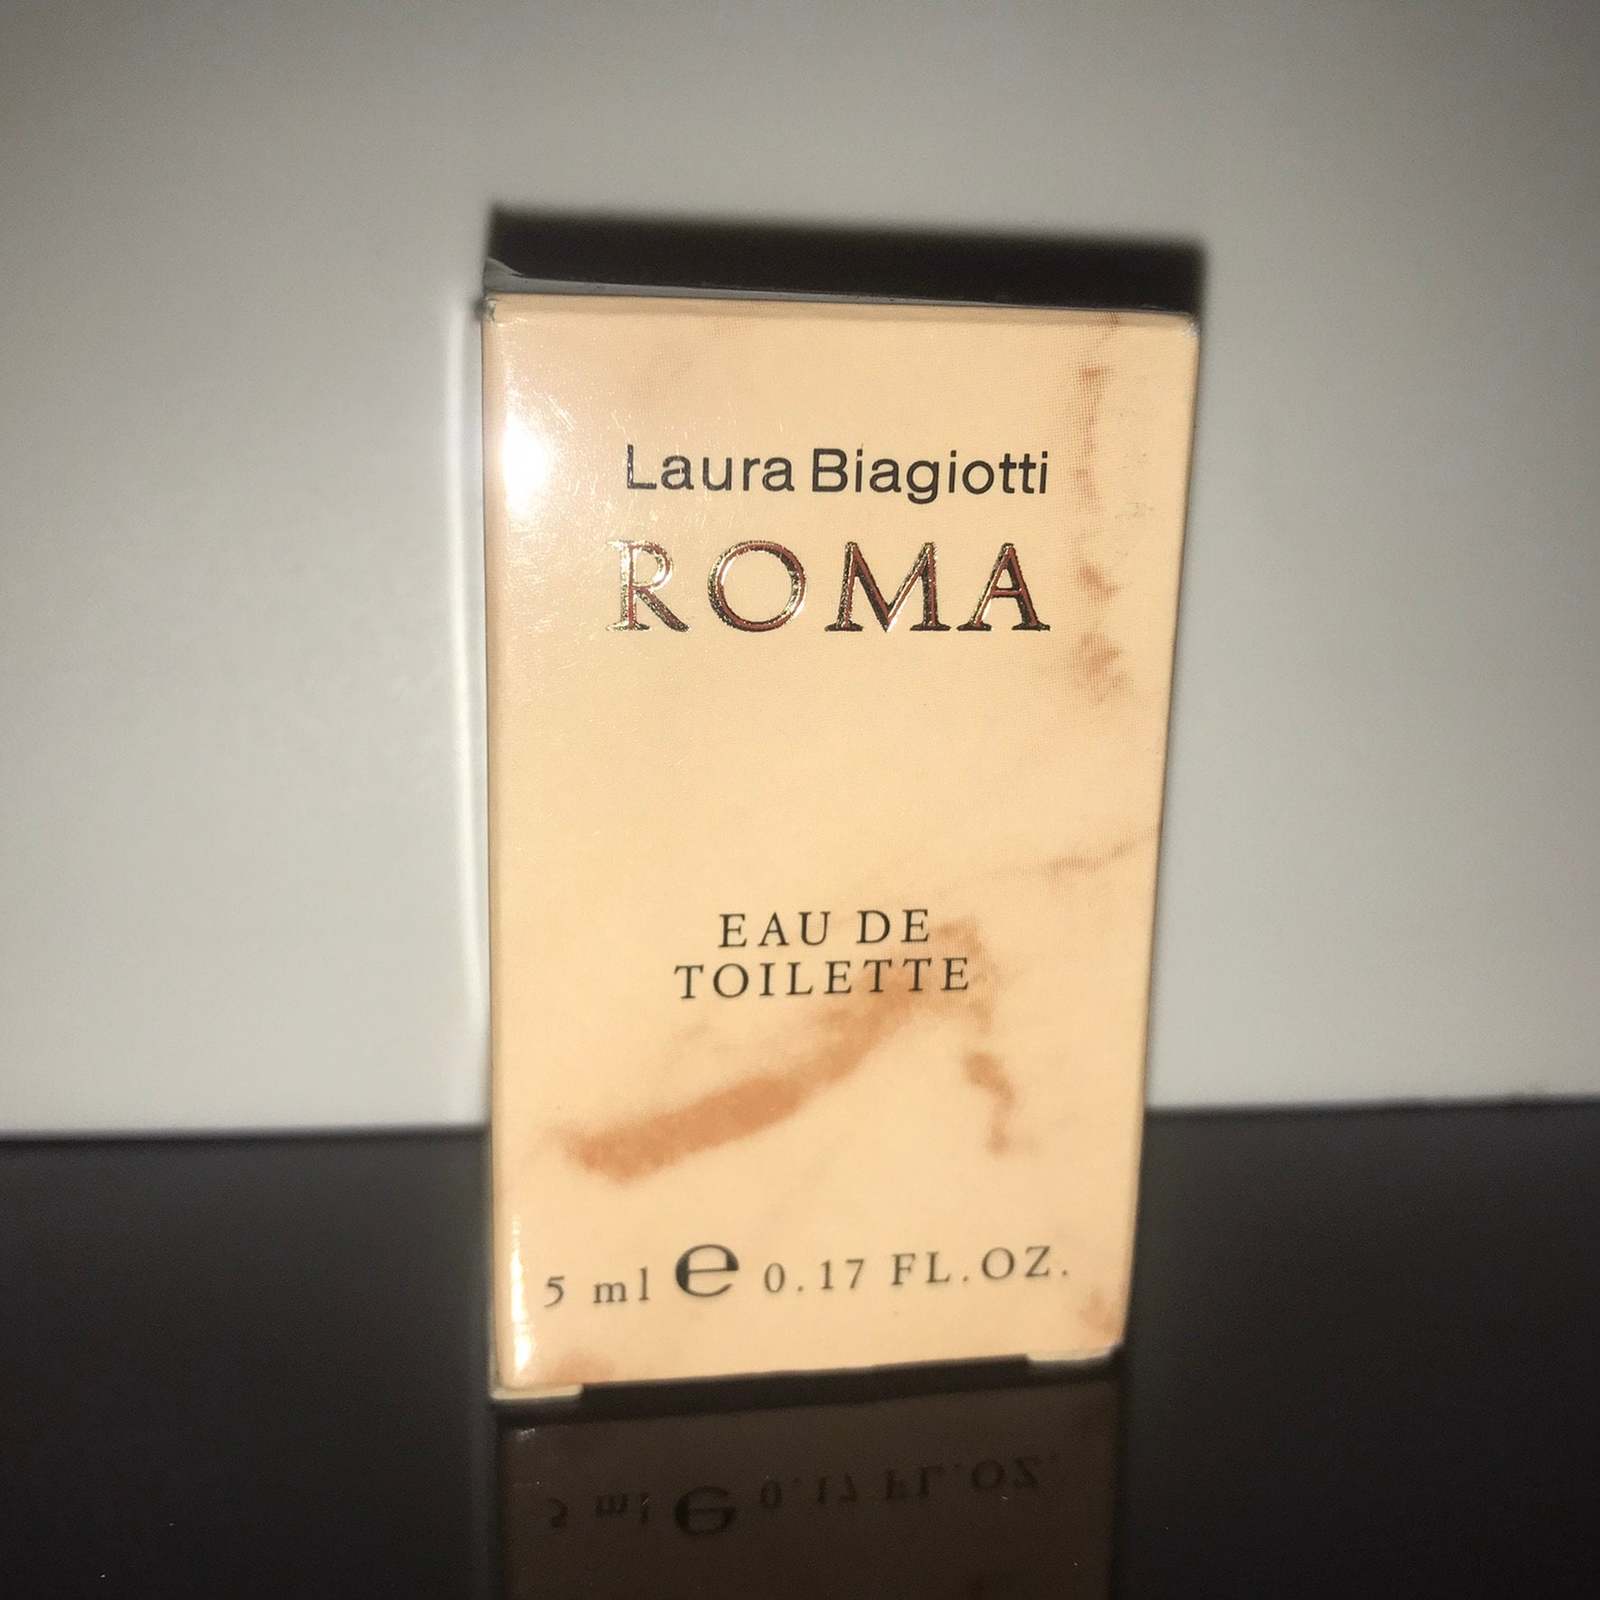 Laura Biagiotti
ROMA
EAU DE
TOILETTE
5 ml e 0.17 FL.OZ.